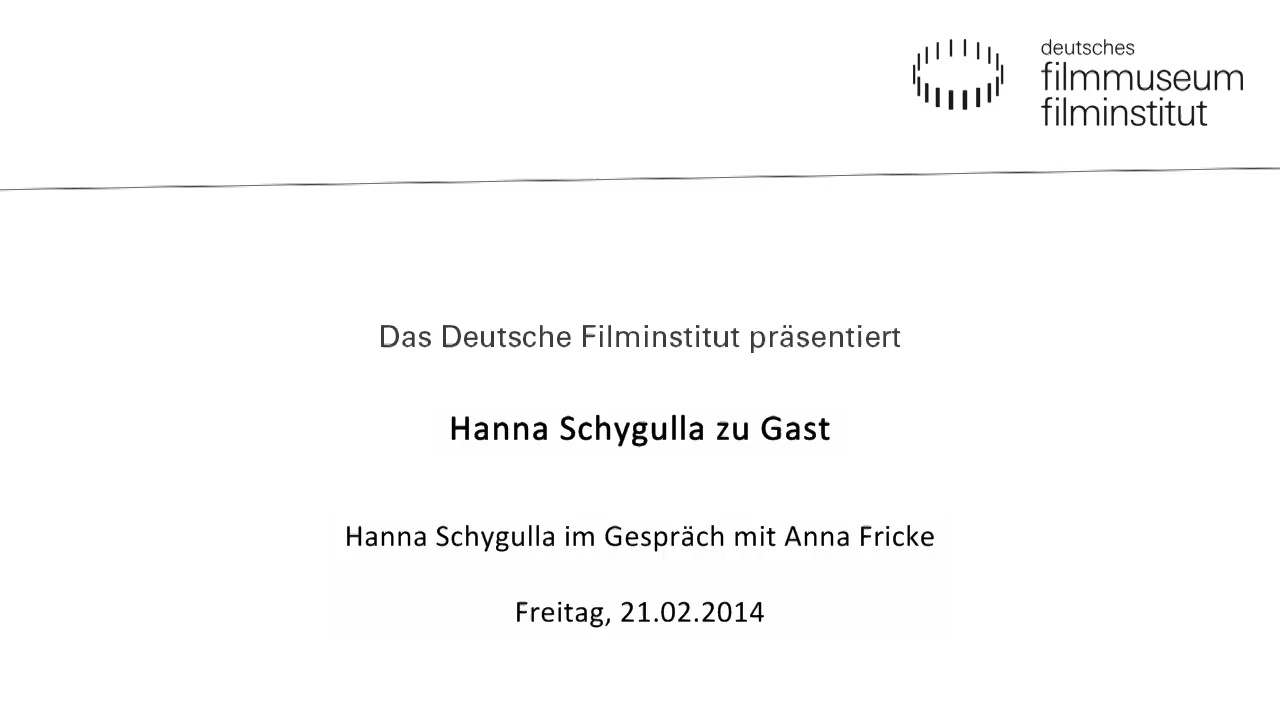 deutsches
filmmuseum
filminstitut
Das Deutsche Filminstitut präsentiert
Hanna Schygulla zu Gast
Hanna Schygulla im Gespräch mit Anna Fricke
Freitag, 21.02.2014